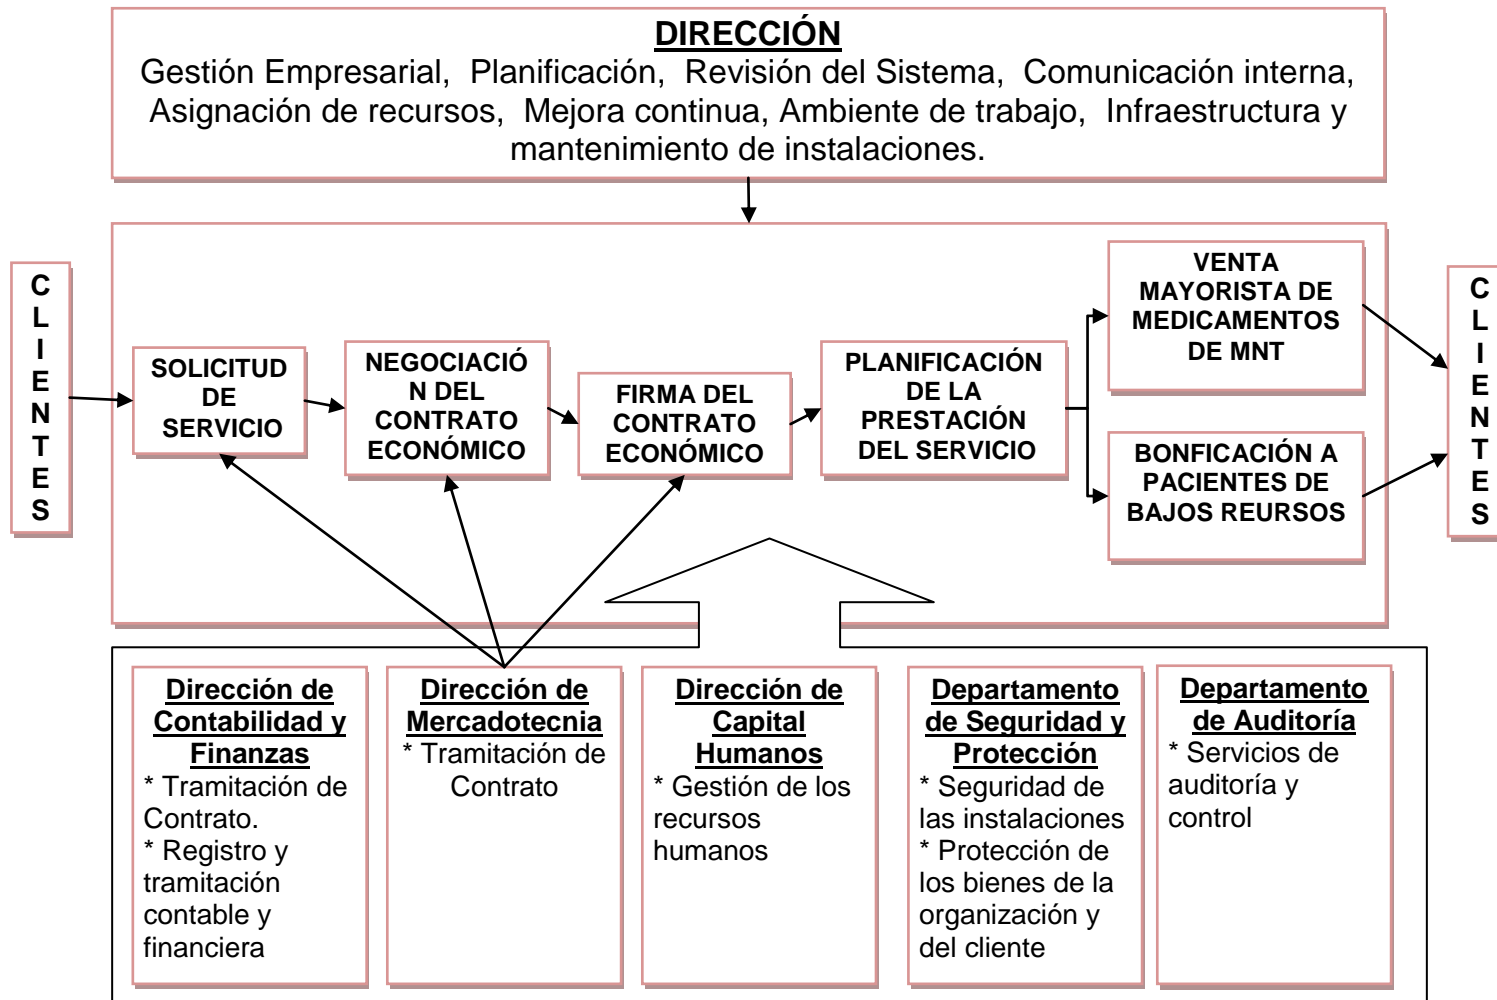 DIRECCIÓN
Gestión Empresarial, Planificación, Revisión del Sistema, Comunicación interna,
Asignación de recursos, Mejora continua, Ambiente de trabajo, Infraestructura y
mantenimiento de instalaciones.
C
L
I
E
N
T
E
S
SOLICITUD
DE
SERVICIO
NEGOCIACIÓ
N DEL
CONTRATO
ECONÓMICO
FIRMA DEL
CONTRATO
ECONÓMICO
PLANIFICACIÓN
DE LA
PRESTACIÓN
DEL SERVICIO
VENTA
MAYORISTA DE
MEDICAMENTOS
DE MNT
BONFICACIÓN A
PACIENTES DE
BAJOS REURSOS
C
L
I
E
N
T
E
S
Dirección de
Contabilidad y
Finanzas
* Tramitación de
Contrato.
* Registro y
tramitación
contable y
financiera
Dirección de
Mercadotecnia
* Tramitación de
Contrato
Dirección de
Capital
Humanos
* Gestión de los
recursos
humanos
Departamento
de Seguridad y
Protección
* Seguridad de
las instalaciones
* Protección de
los bienes de la
organización y
del cliente
Departamento
de Auditoría
* Servicios de
auditoría y
control